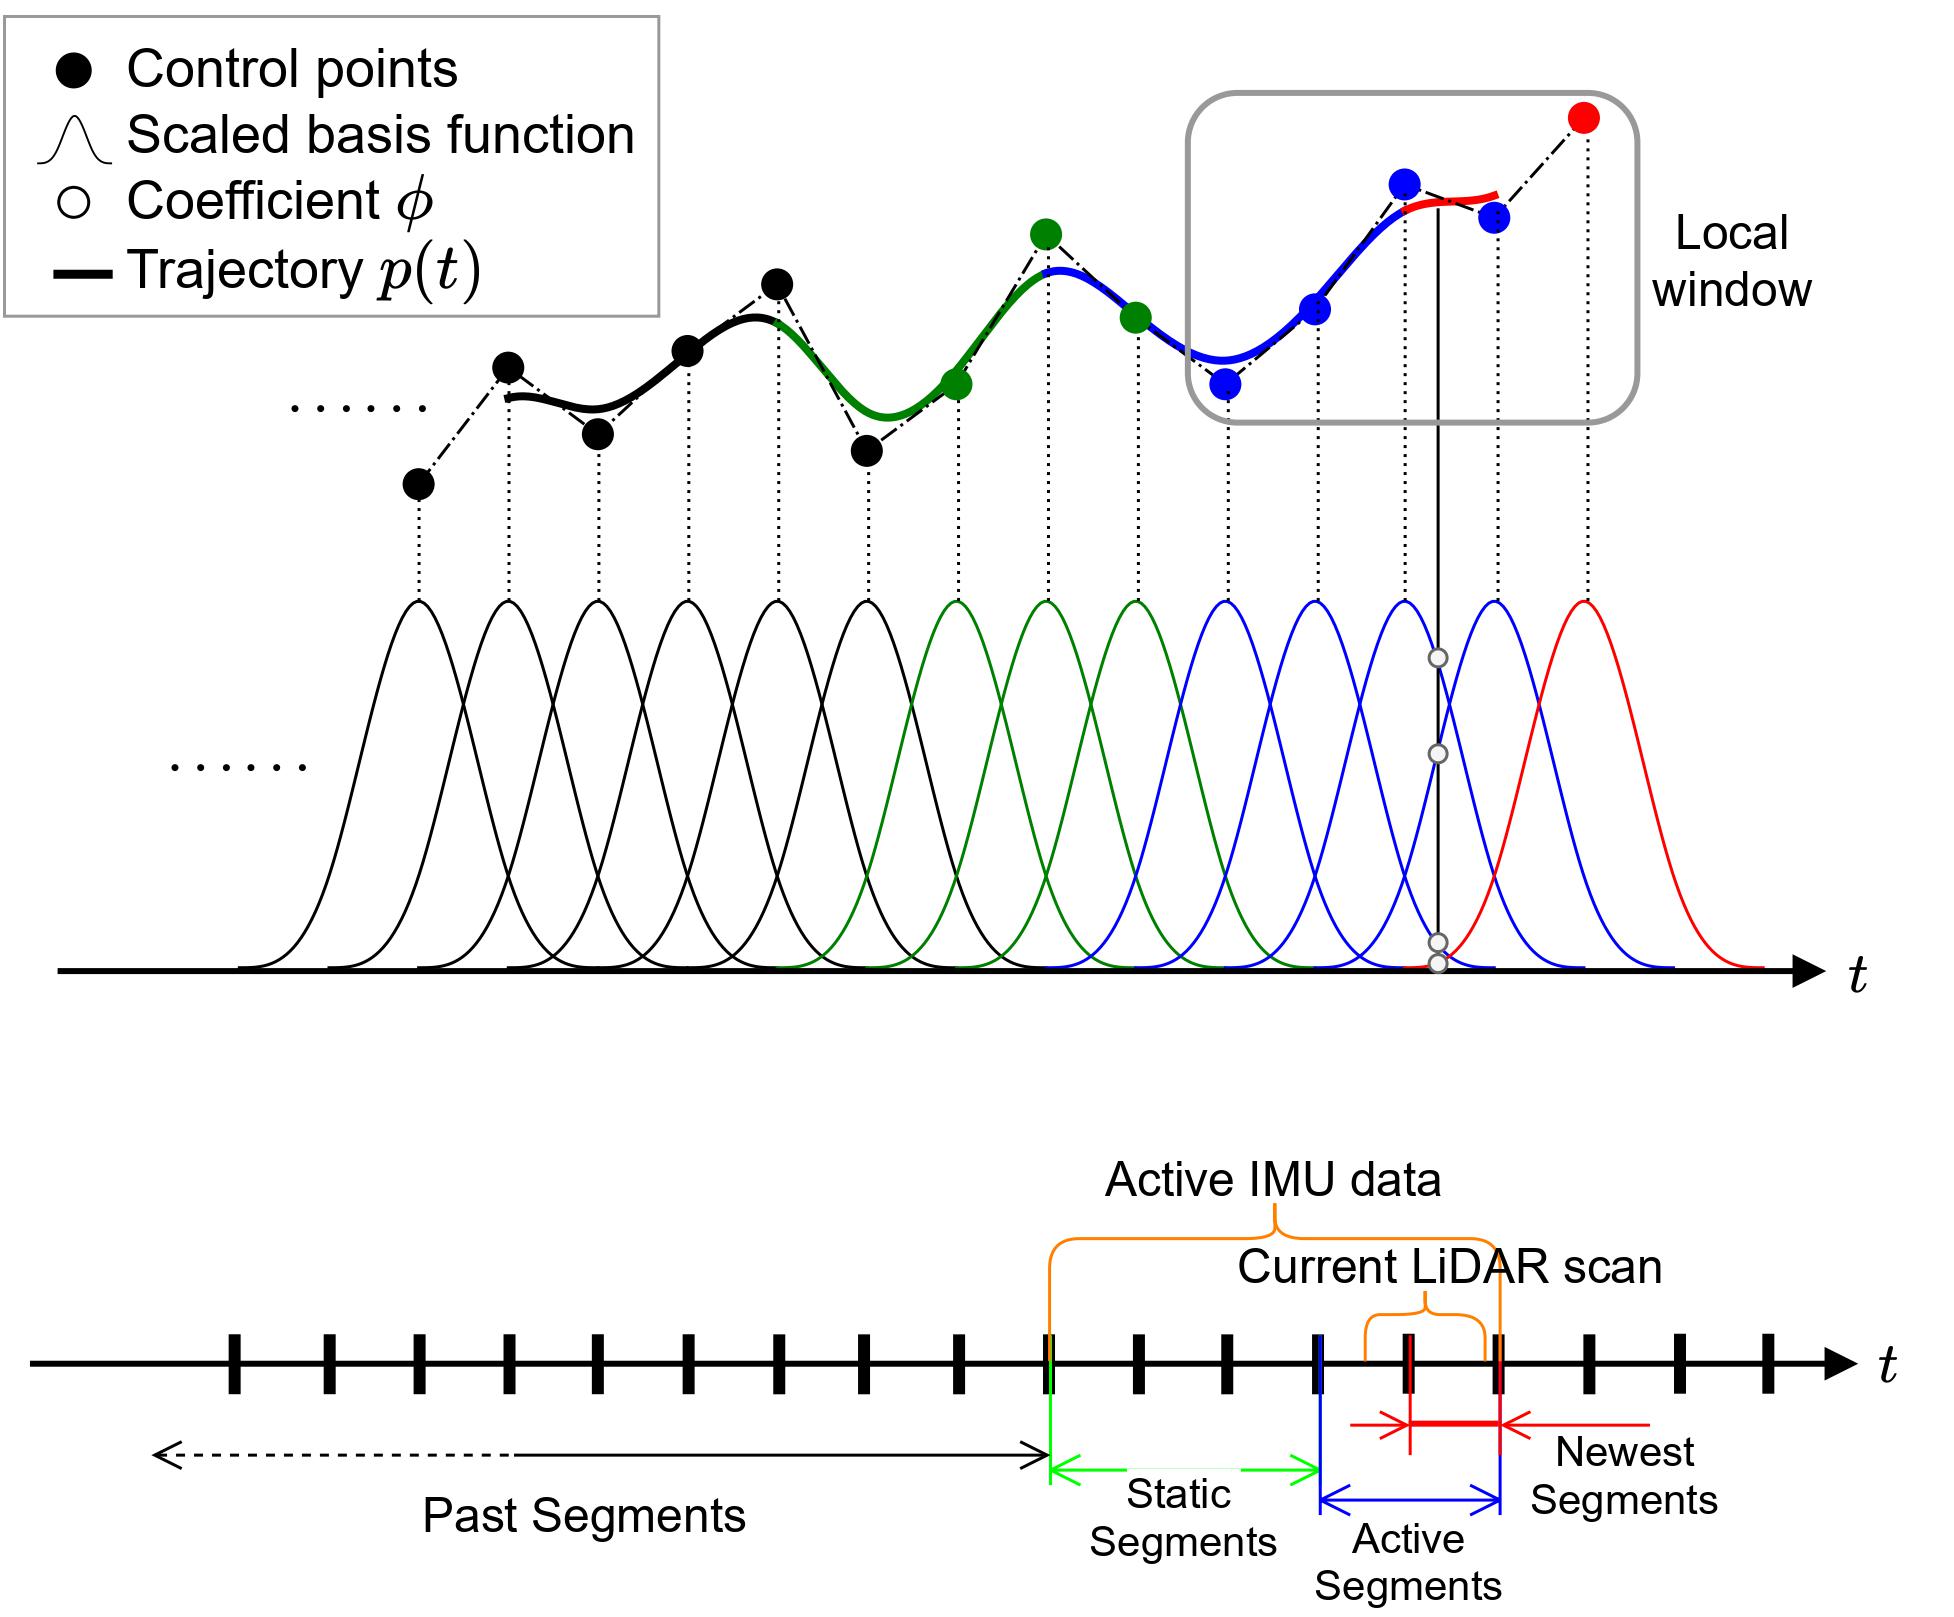 Control points
Scaled basis function
Coefficient ϕ
Trajectory p(t)
Local
window
......
......
t
Active IMU data
Current LiDAR scan
t
Past Segments
Static
Segments
Active
Segments
Newest
Segments